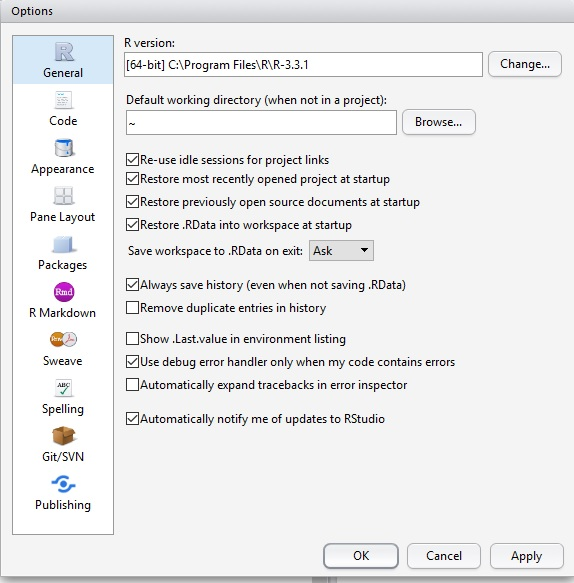 Options
General
Code
Appearance
Pane Layout
Packages
Rmd
R Markdown
Sweave
ABC
Spelling
Git/SVN
Publishing
R version:
[64-bit] C:\Program Files\R\R-3.3.1
Change...
Default working directory (when not in a project):
~
Browse...
Re-use idle sessions for project links
Restore most recently opened project at startup
Restore previously open source documents at startup
Restore .RData into workspace at startup
Save workspace to .RData on exit: Ask
Always save history (even when not saving .RData)
Remove duplicate entries in history
Show .Last.value in environment listing
Use debug error handler only when my code contains errors
Automatically expand tracebacks in error inspector
Automatically notify me of updates to RStudio
OK Cancel Apply